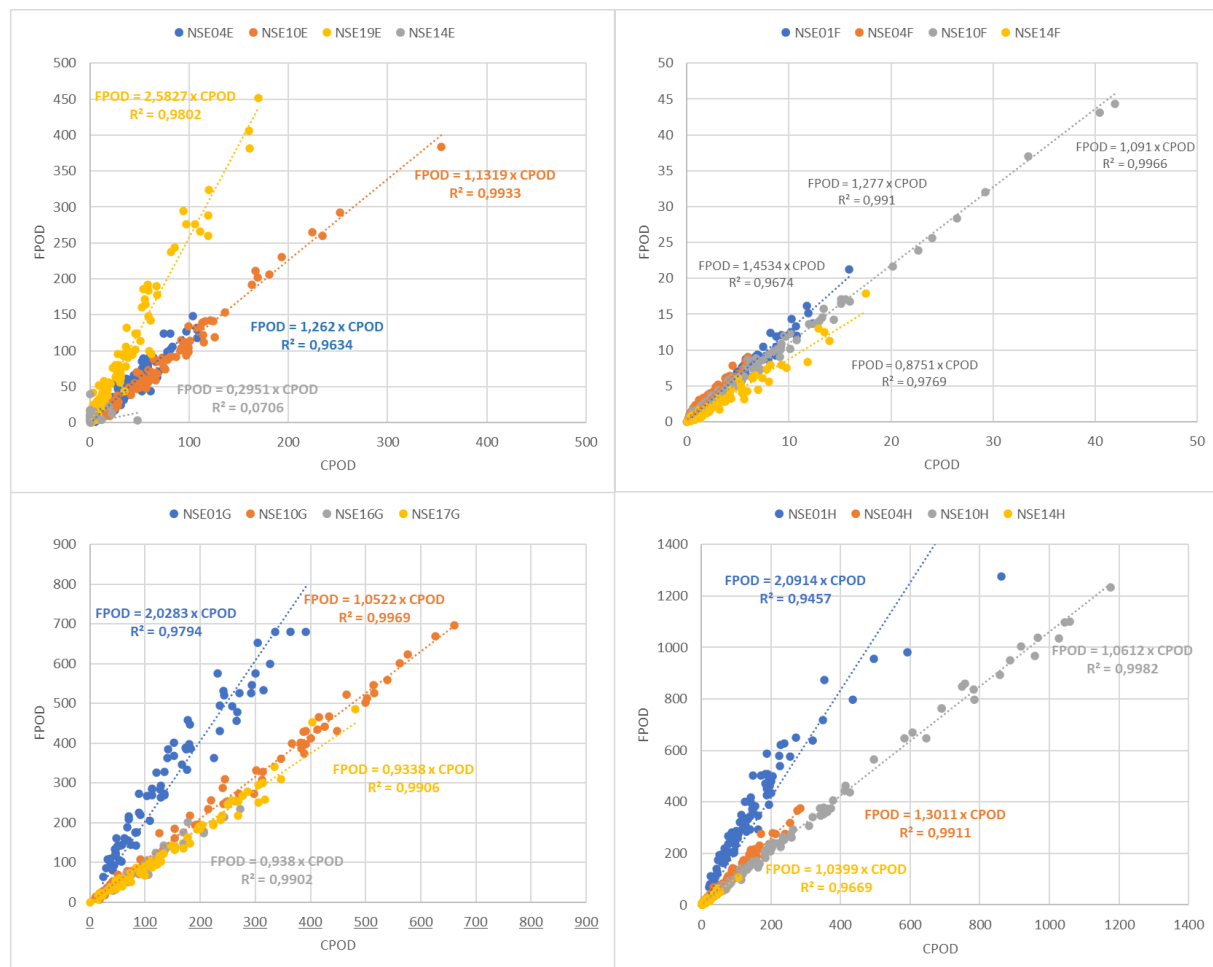 NSE04E NSE10E NSE19E NSE14E
500
450
400
350
300
250
200
150
100
50
0
FPOD
FPOD = 2,5827 x CPOD
R² = 0,9802
FPOD = 1,1319 x CPOD
R² = 0,9933
FPOD = 1,262 x CPOD
R² = 0,9634
FPOD = 0,2951 x CPOD
R² = 0,0706
0 100 200 300 400 500
CPOD
NSE01F NSE04F NSE10F NSE14F
50
45
40
35
30
25
20
15
10
5
0
FPOD
FPOD = 1,091 x CPOD
R² = 0,9966
FPOD = 1,277 x CPOD
R² = 0,991
FPOD = 1,4534 x CPOD
R² = 0,9674
FPOD = 0,8751 x CPOD
R² = 0,9769
0 10 20 30 40 50
CPOD
NSE01G NSE10G NSE16G NSE17G
900
800
700
600
500
400
300
200
100
0
FPOD
FPOD = 2,0283 x CPOD
R² = 0,9794
FPOD = 1,0522 x CPOD
R² = 0,9969
FPOD = 0,9338 x CPOD
R² = 0,9906
FPOD = 0,938 x CPOD
R² = 0,9902
0 100 200 300 400 500 600 700 800 900
CPOD
NSE01H NSE04H NSE10H NSE14H
1400
1200
1000
800
600
400
200
0
FPOD
FPOD = 2,0914 x CPOD
R² = 0,9457
FPOD = 1,0612 x CPOD
R² = 0,9982
FPOD = 1,3011 x CPOD
R² = 0,9911
FPOD = 1,0399 x CPOD
R² = 0,9669
0 200 400 600 800 1000 1200 1400
CPOD